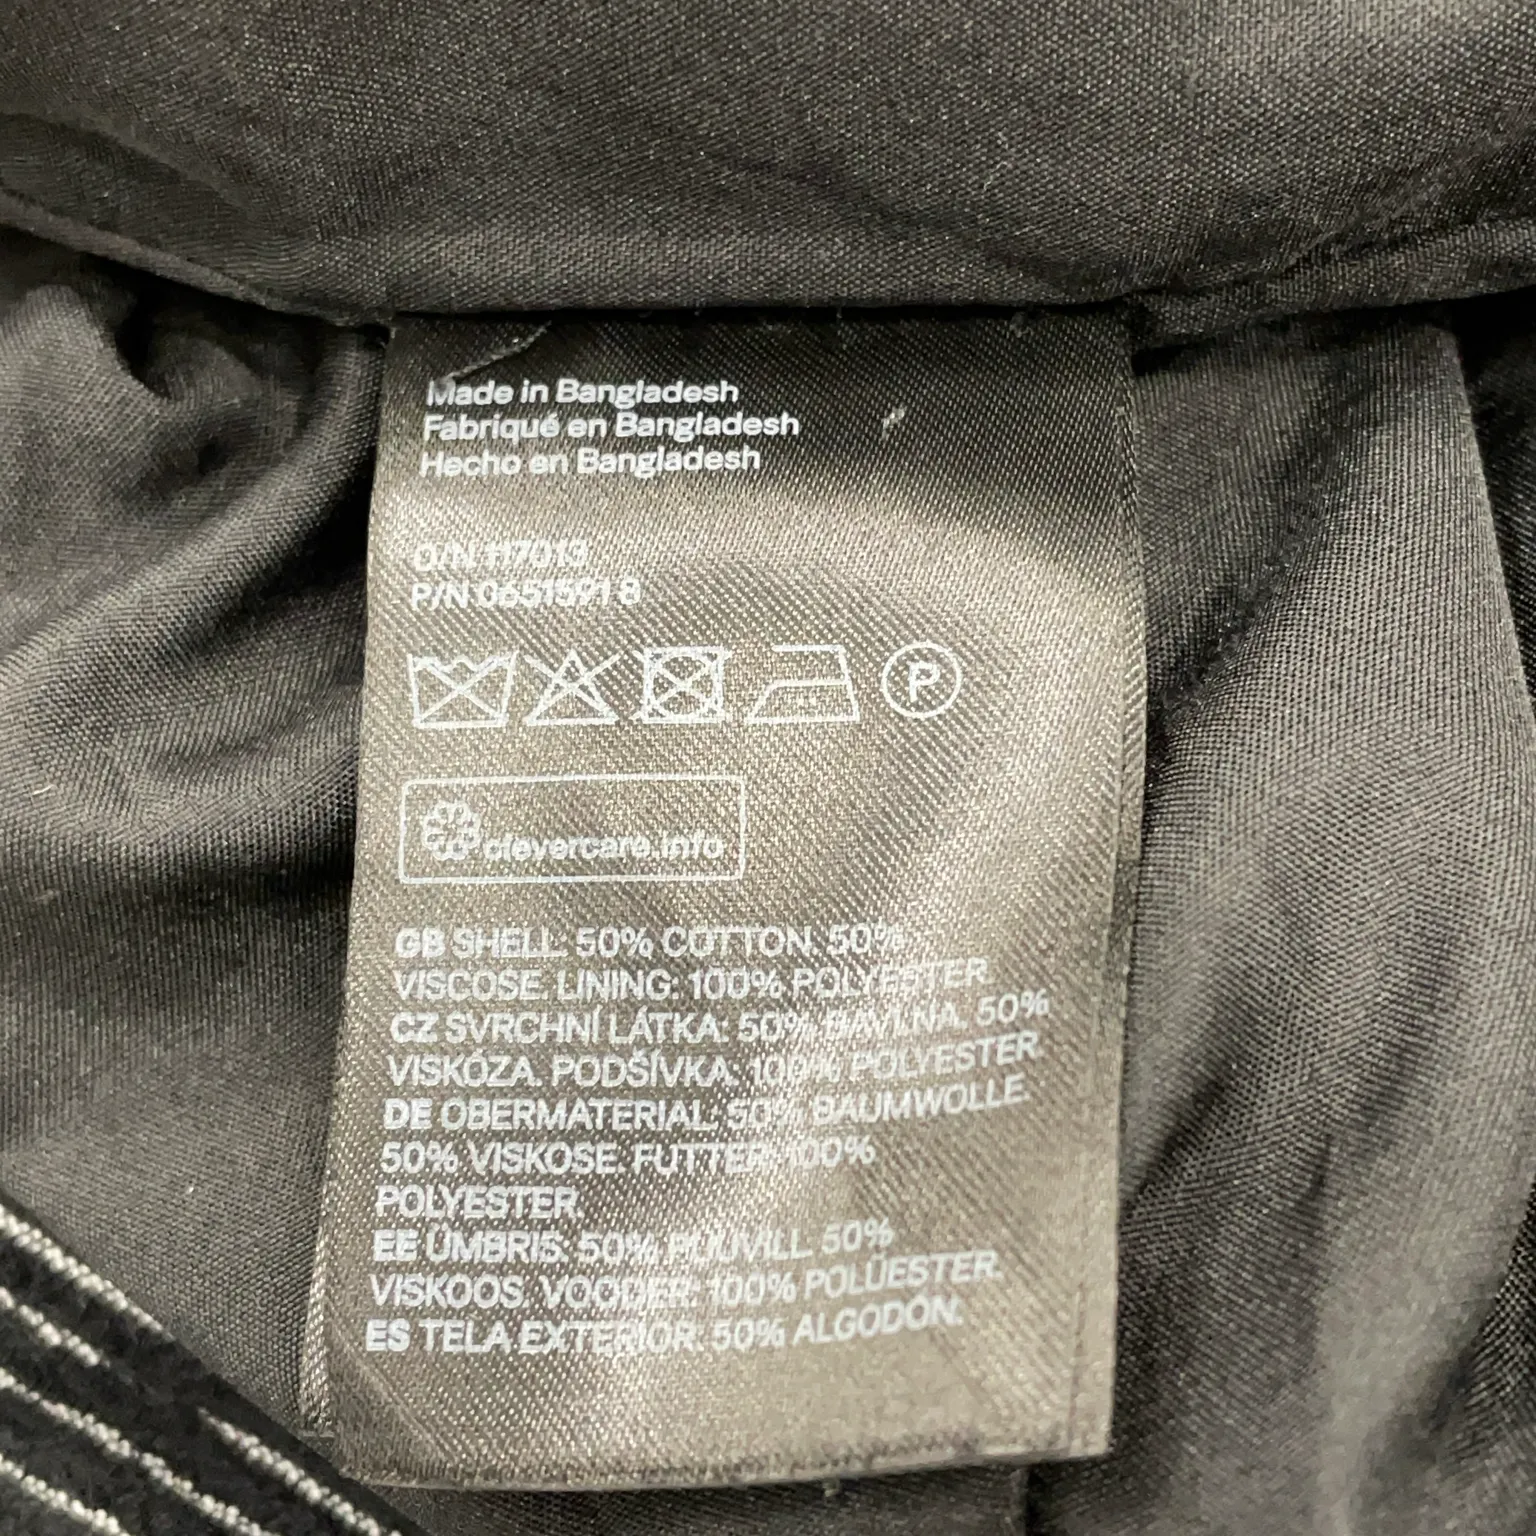 Made in Bangladesh
Fabriqué en Bangladesh
Hecho en Bangladesh
O/N 117013
P/N 0651591 8
P
clevercare.info
GB SHELL: 50% COTTON. 50%
VISCOSE. LINING: 100% POLYESTER
CZ SVRCHNÍ LÁTKA: 50% BAVLNA. 50%
VISKÓZA. PODŠÍVKA: 100% POLYESTER.
DE OBERMATERIAL: 50% BAUMWOLLE.
50% VISKOSE. FUTTER: 100%
POLYESTER
EE ÜMBRIS: 50% PUUVILL 50%
VISKOOS. VOODER: 100% POLÜESTER.
ES TELA EXTERIOR: 50% ALGODÓN.